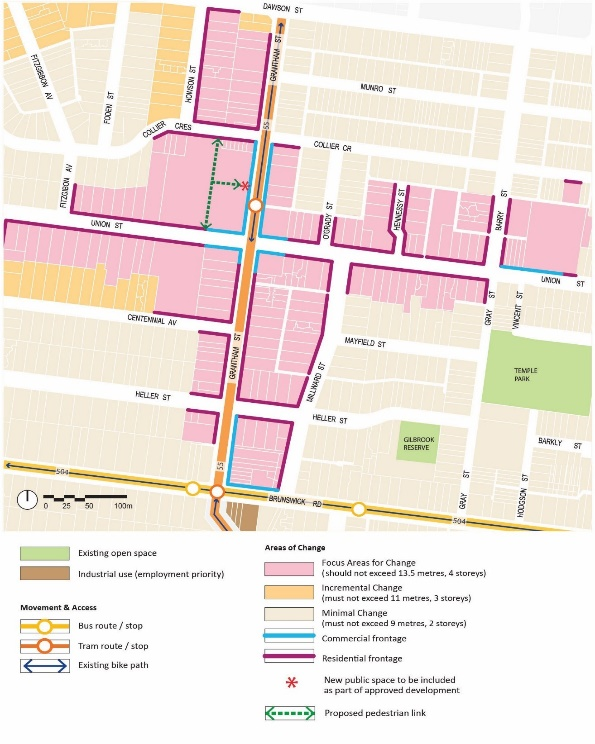 DAWSON ST
FITZGIBBON AV
FODEN ST
HONSON ST
GRANTHAM ST
MUNRO ST
55
COLLIER CRES
COLLIER CR
FITZGIBON AV
UNION ST
O'GRADY ST
HENNESSY ST
BARRY ST
UNION ST
GRAY ST
VINCENT ST
CENTENNIAL AV
GRANTHAM ST
MAYFIELD ST
TEMPLE
PARK
MILLWARD ST
HELLER ST
HELLER ST
GILBROOK
RESERVE
BARKLY ST
GRAY ST
HODGSON ST
504
55
BRUNSWICK RD
504
0 25 50 100m
Existing open space
Industrial use (employment priority)
Movement & Access
Bus route / stop
Tram route / stop
Existing bike path
Areas of Change
Focus Areas for Change
(should not exceed 13.5 metres, 4 storeys)
Incremental Change
(must not exceed 11 metres, 3 storeys)
Minimal Change
(must not exceed 9 metres, 2 storeys)
Commercial frontage
Residential frontage
New public space to be included
as part of approved development
Proposed pedestrian link